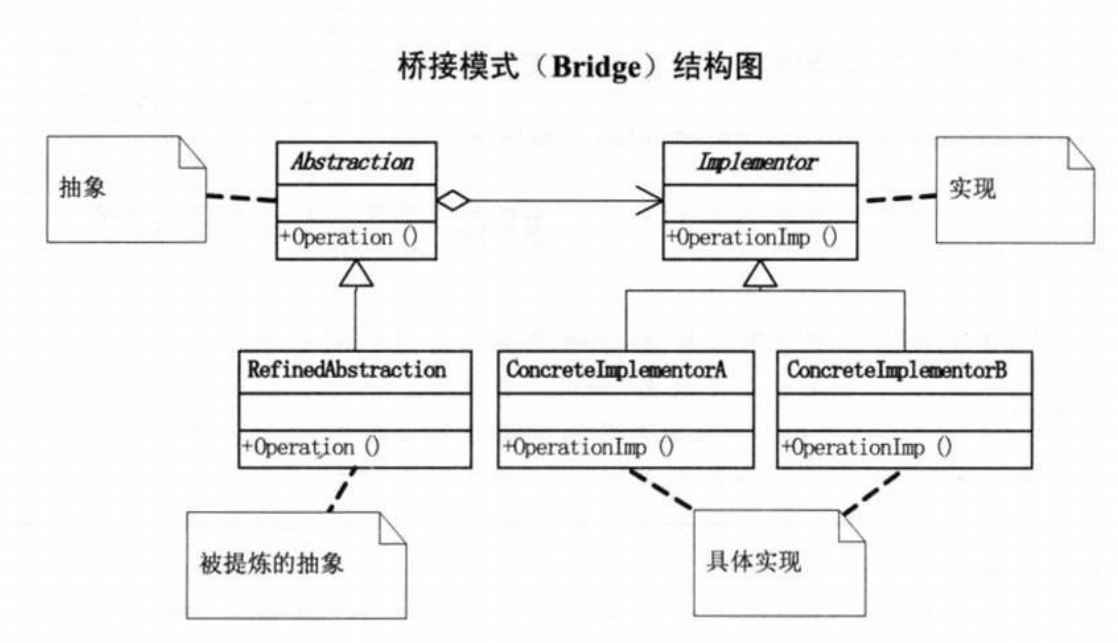 桥接模式（Bridge）结构图
抽象
Abstraction
+Operation ()
Implementor
+OperationImp ()
实现
RefinedAbstraction
+Operation ()
ConcreteImplementorA
+OperationImp ()
ConcreteImplementorB
+OperationImp ()
被提炼的抽象
具体实现